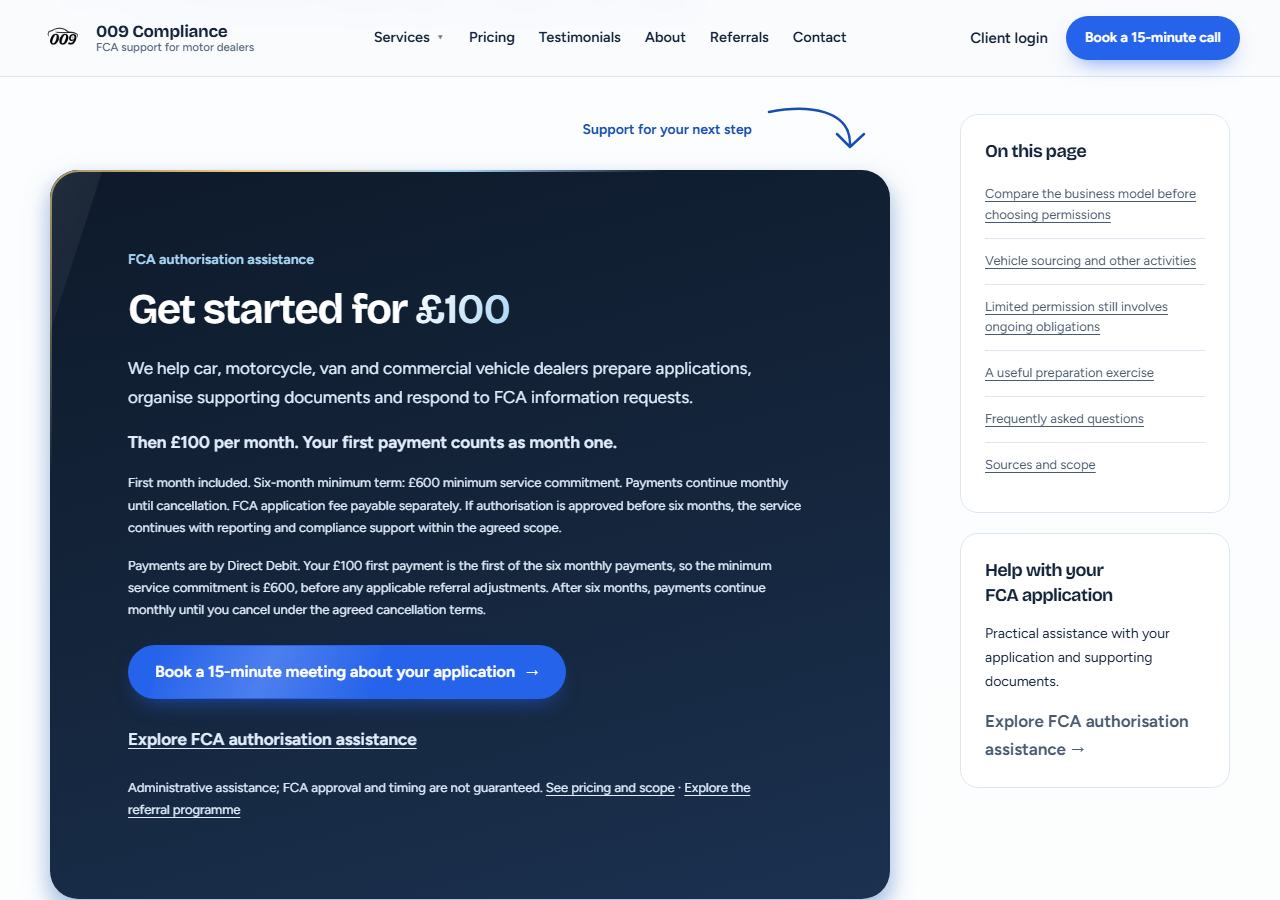 009
009 Compliance
FCA support for motor dealers
Services ▼
Pricing
Testimonials
About
Referrals
Contact
Client login
Book a 15-minute call
Support for your next step
FCA authorisation assistance
Get started for £100
We help car, motorcycle, van and commercial vehicle dealers prepare applications,
organise supporting documents and respond to FCA information requests.
Then £100 per month. Your first payment counts as month one.
First month included. Six-month minimum term: £600 minimum service commitment. Payments continue monthly
until cancellation. FCA application fee payable separately. If authorisation is approved before six months, the service
continues with reporting and compliance support within the agreed scope.
Payments are by Direct Debit. Your £100 first payment is the first of the six monthly payments, so the minimum
service commitment is £600, before any applicable referral adjustments. After six months, payments continue
monthly until you cancel under the agreed cancellation terms.
Book a 15-minute meeting about your application →
Explore FCA authorisation assistance
Administrative assistance; FCA approval and timing are not guaranteed. See pricing and scope · Explore the
referral programme
On this page
Compare the business model before
choosing permissions
Vehicle sourcing and other activities
Limited permission still involves
ongoing obligations
A useful preparation exercise
Frequently asked questions
Sources and scope
Help with your
FCA application
Practical assistance with your
application and supporting
documents.
Explore FCA authorisation
assistance →